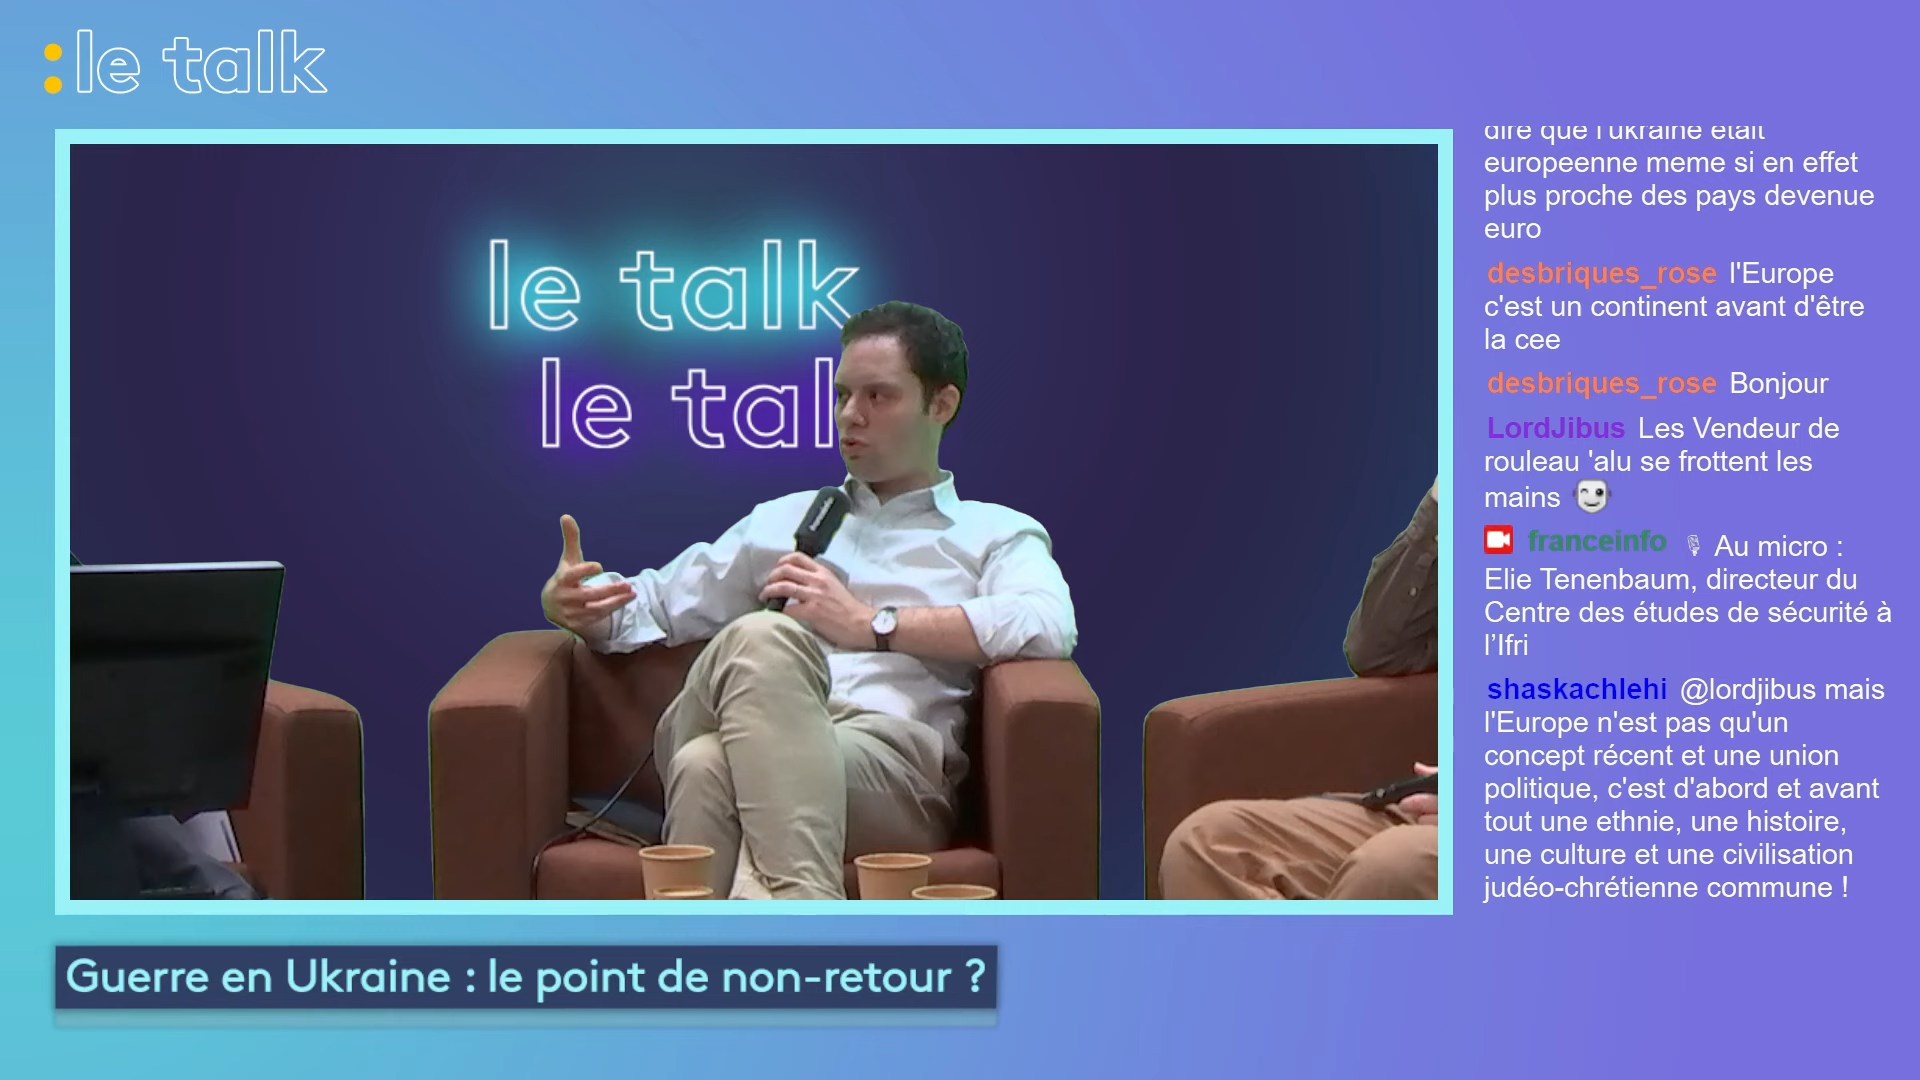 :le talk
le talk
le tal
dire que l'ukraine était
europeenne meme si en effet
plus proche des pays devenue
euro
desbriques_rose l'Europe
c'est un continent avant d'être
la cee
desbriques_rose Bonjour
LordJibus Les Vendeur de
rouleau 'alu se frottent les
mains
franceinfo 🎙 Au micro :
Elie Tenenbaum, directeur du
Centre des études de sécurité à
l’Ifri
shaskachlehi @lordjibus mais
l'Europe n'est pas qu'un
concept récent et une union
politique, c'est d'abord et avant
tout une ethnie, une histoire,
une culture et une civilisation
judéo-chrétienne commune !
Guerre en Ukraine : le point de non-retour ?